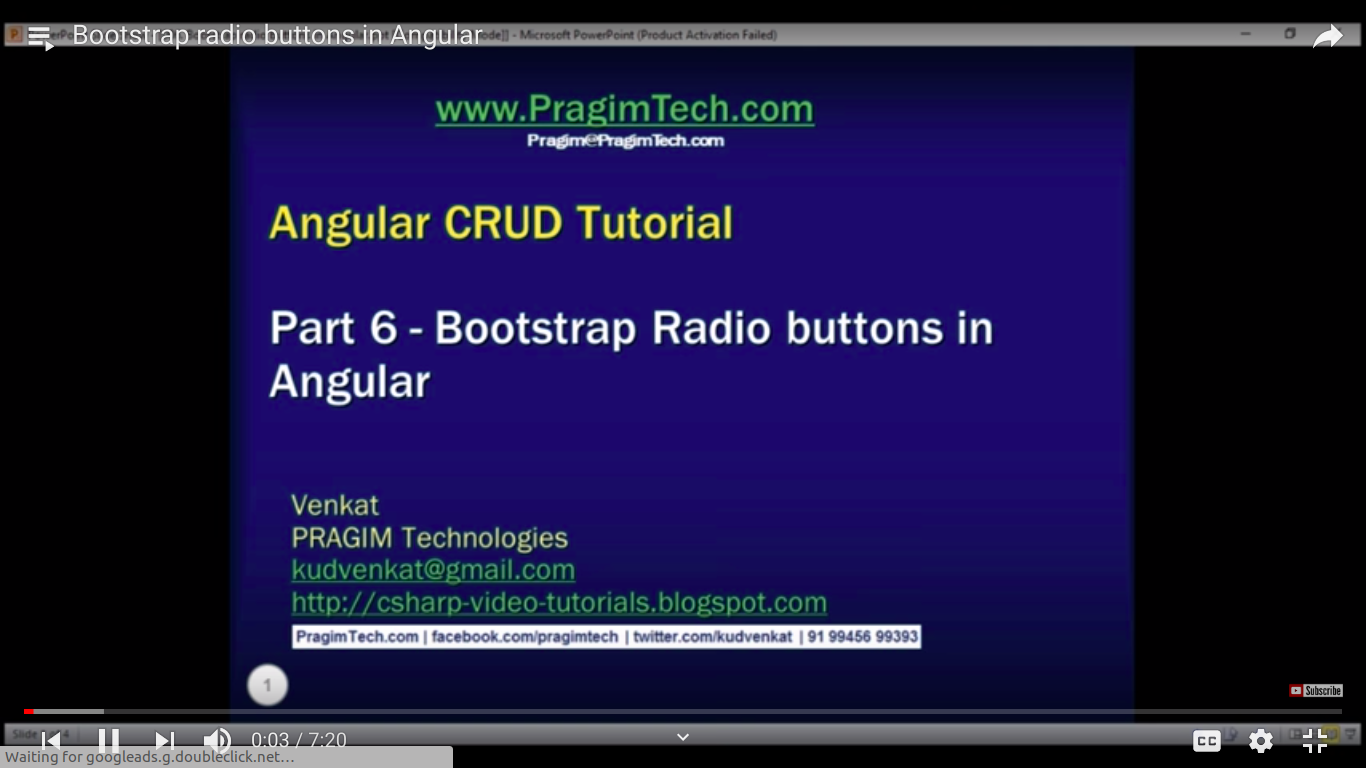 Bootstrap radio buttons in Angular
- Microsoft PowerPoint (Product Activation Failed)
www.PragimTech.com
Pragim@PragimTech.com
Angular CRUD Tutorial
Part 6 - Bootstrap Radio buttons in
Angular
Venkat
PRAGIM Technologies
kudvenkat@gmail.com
http://csharp-video-tutorials.blogspot.com
PragimTech.com | facebook.com/pragimtech | twitter.com/kudvenkat | 91 99456 99393
1
Subscribe
Slide
0:03 / 7:20
CC
Waiting for googleads.g.doubleclick.net…